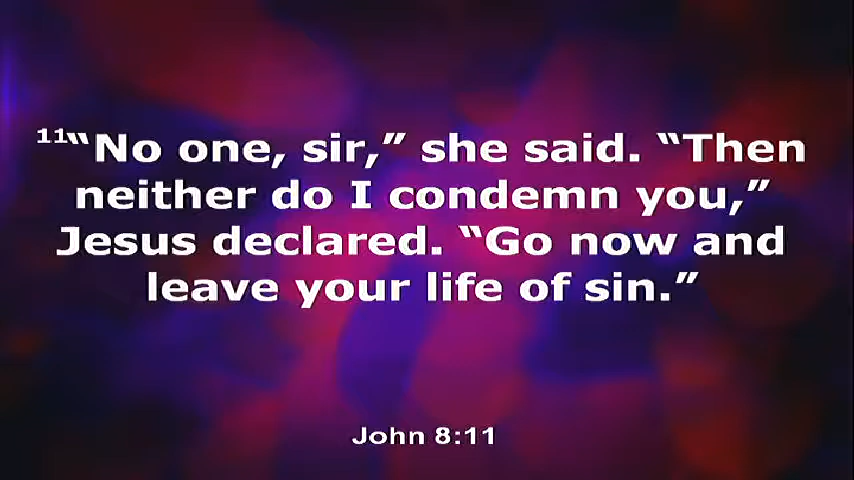 11“No one, sir,” she said. “Then
neither do I condemn you,”
Jesus declared. “Go now and
leave your life of sin.”
John 8:11